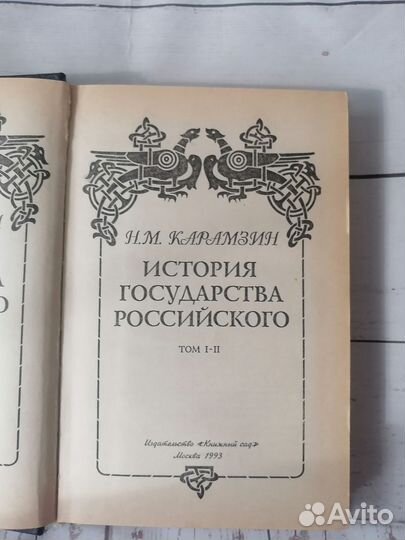 Н.М. КАРАМЗИН
ИСТОРИЯ
ГОСУДАРСТВА
РОССИЙСКОГО
ТОМ I-II
Издательство «Книжный сад»
Москва 1993
Avito